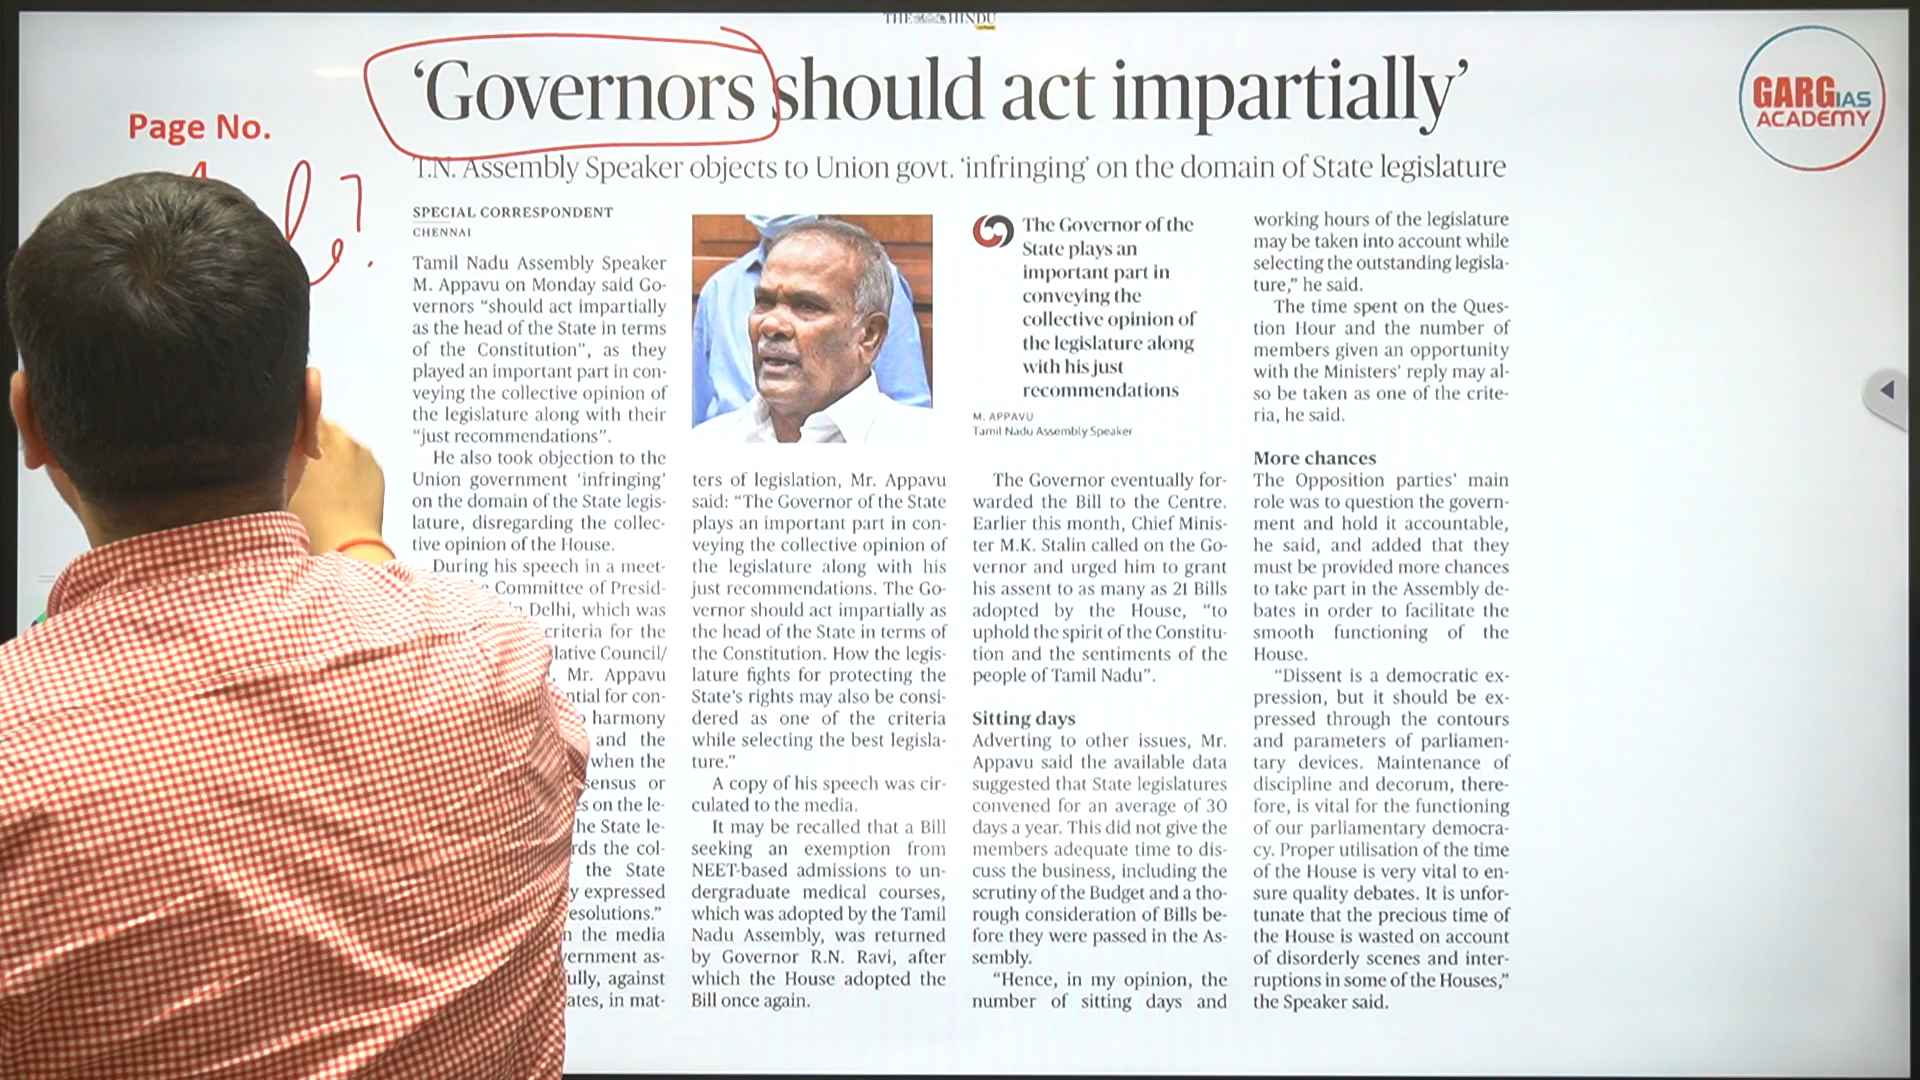 THE HINDU
'Governors should act impartially'
GARG IAS
ACADEMY
Page No.
T.N. Assembly Speaker objects to Union govt. 'infringing' on the domain of State legislature
SPECIAL CORRESPONDENT
CHENNAI
Tamil Nadu Assembly Speaker
M. Appavu on Monday said Go-
vernors "should act impartially
as the head of the State in terms
of the Constitution", as they
played an important part in con-
veying the collective opinion of
the legislature along with their
"just recommendations".
He also took objection to the
Union government 'infringing'
on the domain of the State legis-
lature, disregarding the collec-
tive opinion of the House.
During his speech in a meet-
Committee of Presid-
Delhi, which was
criteria for the
lative Council/
Mr. Appavu
ntial for con-
harmony
and the
when the
sensus or
es on the le-
he State le-
rds the col-
the State
y expressed
esolutions."
n the media
vernment as-
ully, against
ates, in mat-
ters of legislation, Mr. Appavu
said: "The Governor of the State
plays an important part in con-
veying the collective opinion of
the legislature along with his
just recommendations. The Go-
vernor should act impartially as
the head of the State in terms of
the Constitution. How the legis-
lature fights for protecting the
State's rights may also be consi-
dered as one of the criteria
while selecting the best legisla-
ture."
A copy of his speech was cir-
culated to the media.
It may be recalled that a Bill
seeking an exemption from
NEET-based admissions to un-
dergraduate medical courses,
which was adopted by the Tamil
Nadu Assembly, was returned
by Governor R.N. Ravi, after
which the House adopted the
Bill once again.
The Governor of the
State plays an
important part in
conveying the
collective opinion of
the legislature along
with his just
recommendations
M. APPAVU
Tamil Nadu Assembly Speaker
The Governor eventually for-
warded the Bill to the Centre.
Earlier this month, Chief Minis-
ter M.K. Stalin called on the Go-
vernor and urged him to grant
his assent to as many as 21 Bills
adopted by the House, "to
uphold the spirit of the Constitu-
tion and the sentiments of the
people of Tamil Nadu".
Sitting days
Adverting to other issues, Mr.
Appavu said the available data
suggested that State legislatures
convened for an average of 30
days a year. This did not give the
members adequate time to dis-
cuss the business, including the
scrutiny of the Budget and a tho-
rough consideration of Bills be-
fore they were passed in the As-
sembly.
"Hence, in my opinion, the
number of sitting days and
working hours of the legislature
may be taken into account while
selecting the outstanding legisla-
ture," he said.
The time spent on the Ques-
tion Hour and the number of
members given an opportunity
with the Ministers' reply may al-
so be taken as one of the crite-
ria, he said.
More chances
The Opposition parties' main
role was to question the govern-
ment and hold it accountable,
he said, and added that they
must be provided more chances
to take part in the Assembly de-
bates in order to facilitate the
smooth functioning of the
House.
"Dissent is a democratic ex-
pression, but it should be ex-
pressed through the contours
and parameters of parliamen-
tary devices. Maintenance of
discipline and decorum, there-
fore, is vital for the functioning
of our parliamentary democra-
cy. Proper utilisation of the time
of the House is very vital to en-
sure quality debates. It is unfor-
tunate that the precious time of
the House is wasted on account
of disorderly scenes and inter-
ruptions in some of the Houses,"
the Speaker said.